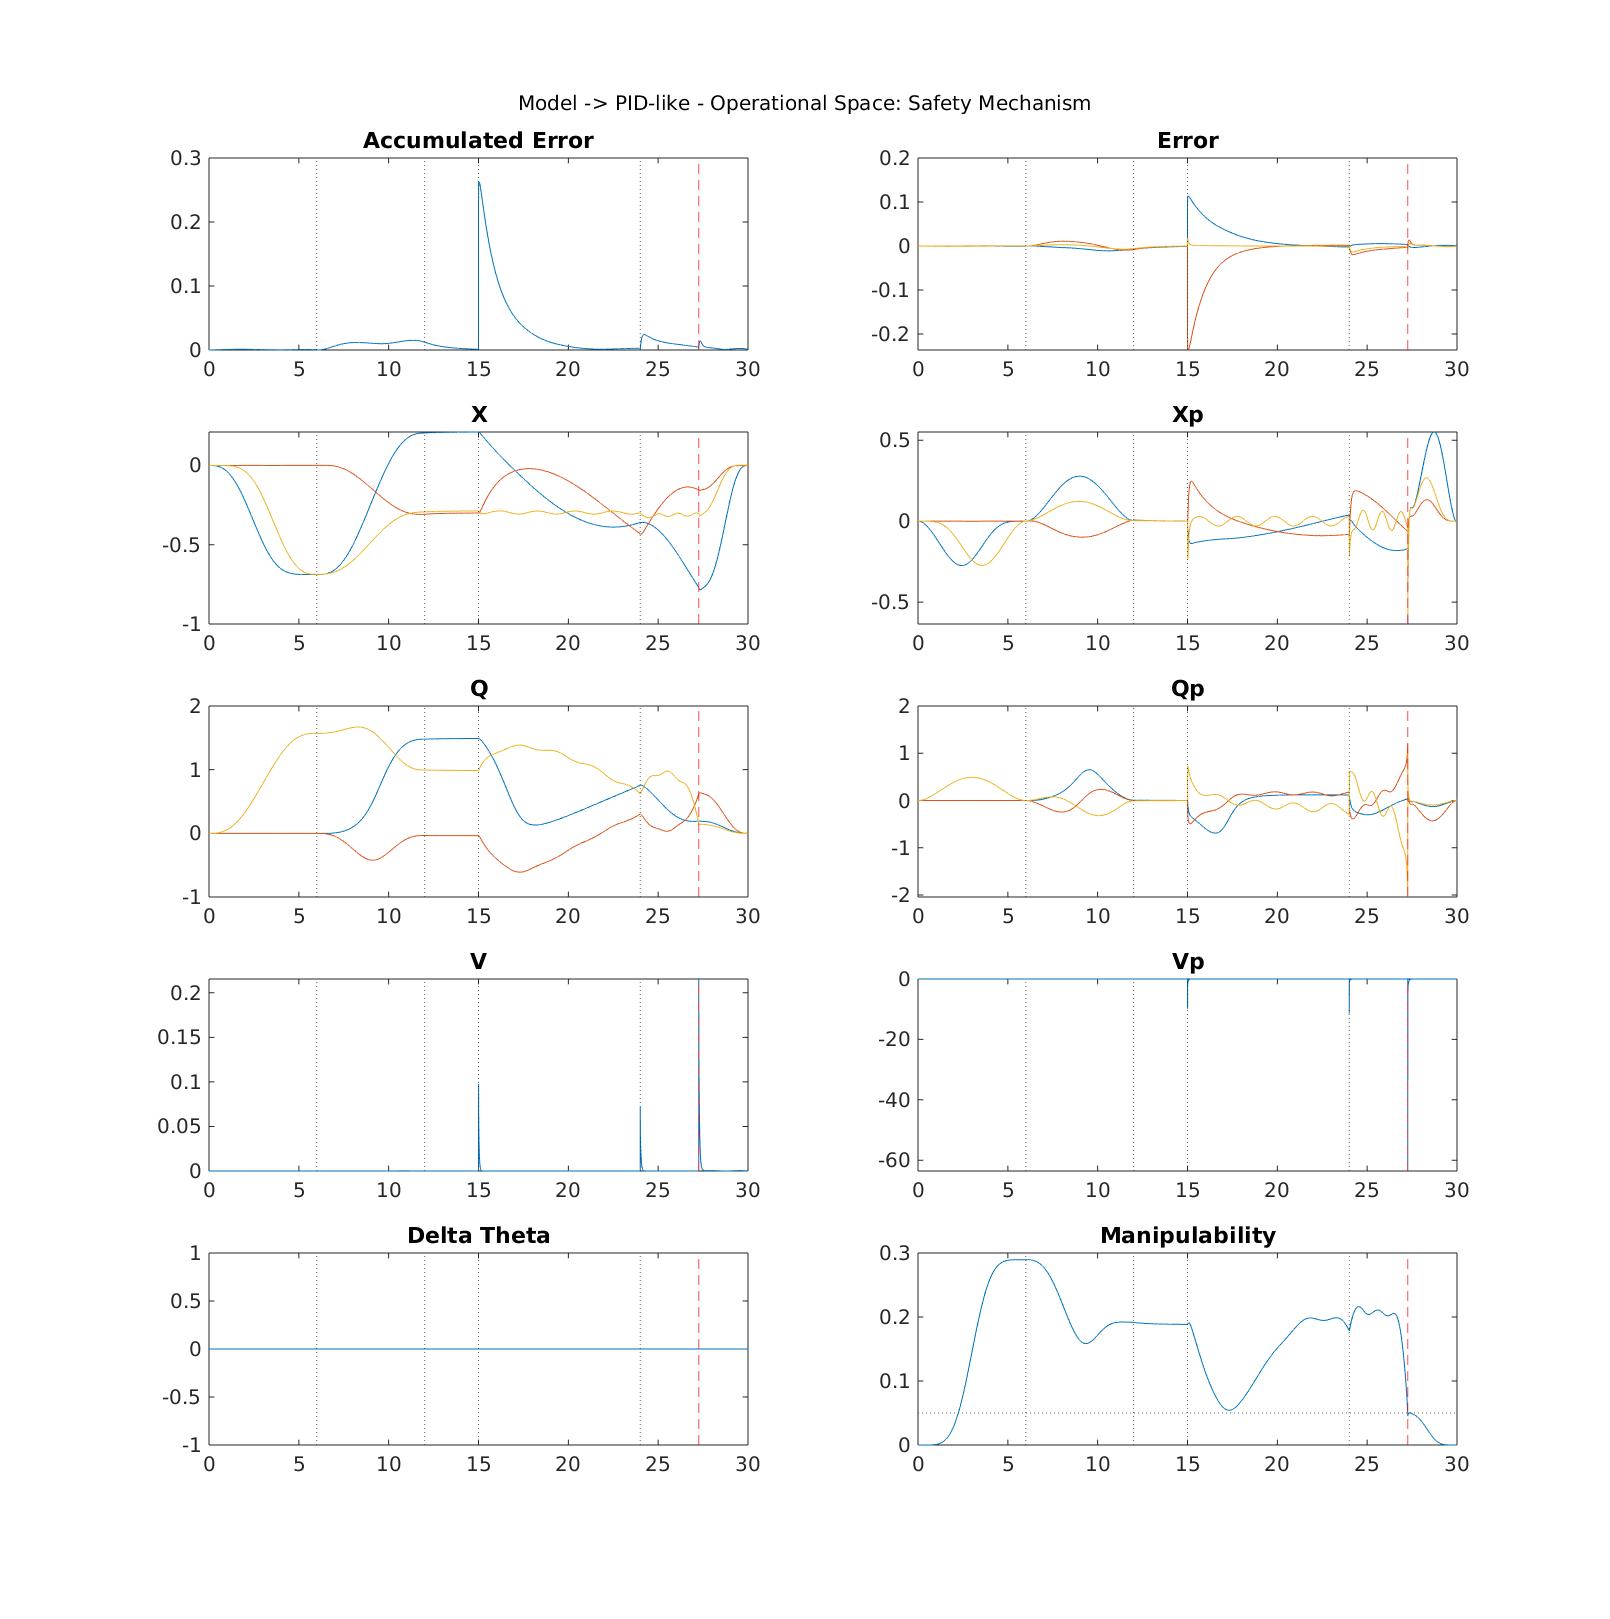 Model -> PID-like - Operational Space: Safety Mechanism
Accumulated Error
0.3
0.2
0.1
0
0 5 10 15 20 25 30
Error
0.2
0.1
0
-0.1
-0.2
0 5 10 15 20 25 30
X
0
-0.5
-1
0 5 10 15 20 25 30
Xp
0.5
0
-0.5
0 5 10 15 20 25 30
Q
2
1
0
-1
0 5 10 15 20 25 30
Qp
2
1
0
-1
-2
0 5 10 15 20 25 30
V
0.2
0.15
0.1
0.05
0
0 5 10 15 20 25 30
Vp
0
-20
-40
-60
0 5 10 15 20 25 30
Delta Theta
1
0.5
0
-0.5
-1
0 5 10 15 20 25 30
Manipulability
0.3
0.2
0.1
0
0 5 10 15 20 25 30